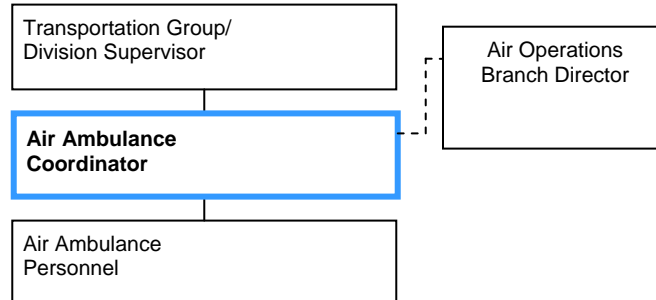 Transportation Group/
Division Supervisor
Air Operations
Branch Director
Air Ambulance
Coordinator
Air Ambulance
Personnel